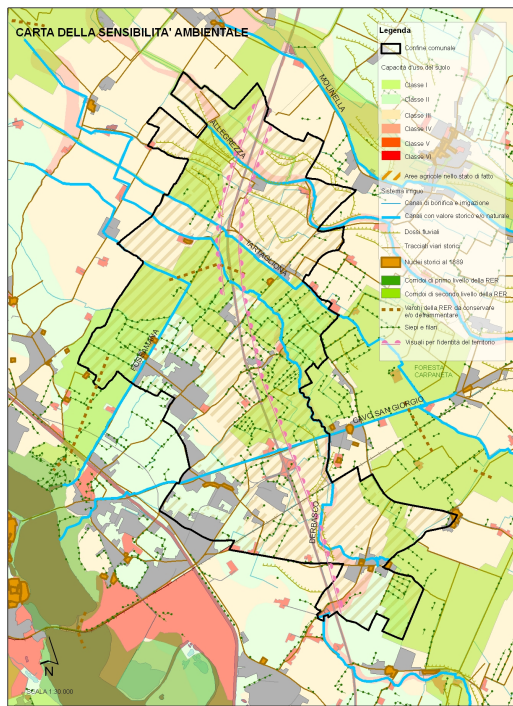 CARTA DELLA SENSIBILITA' AMBIENTALE
Legenda
Confine comunale
Capacità d'uso del suolo
Classe I
Classe II
Classe III
Classe IV
Classe V
Classe VI
Aree agricole nello stato di fatto
Sistema irriguo
Canali di bonifica e irrigazione
Canali con valore storico e/o naturale
Dossi fluviali
Tracciati viari storici
Nuclei storici al 1889
Corridoi di primo livello della RER
Corridoi di secondo livello della RER
Varchi della RER da conservare
e/o deframmentare
Siepi e filari
Visuali per l'identità del territorio
MOLINELLA
ALLEGREZZA
TARTAGLIONA
FOSSAMANA
FORESTA
CARPANETA
CAVO SAN GIORGIO
DERBASCO
N
SCALA 1:30.000